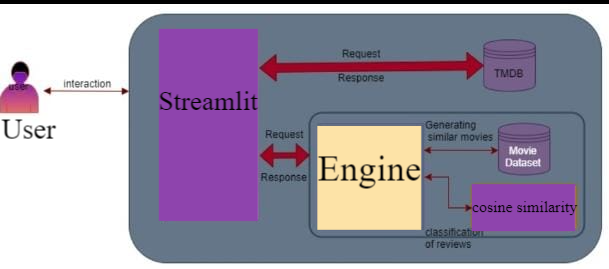 user
User
interaction
Streamlit
Request
Response
TMDB
Request
Response
Engine
Generating
similar movies
Movie
Dataset
cosine similarity
classification
of reviews